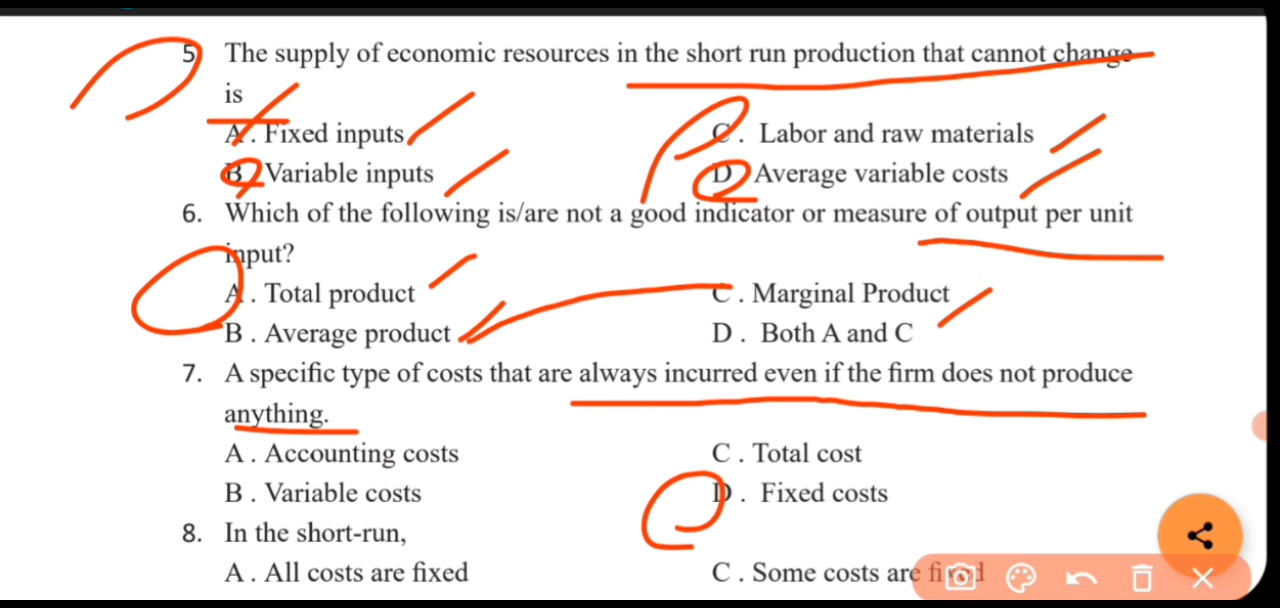 5. The supply of economic resources in the short run production that cannot change
is
A. Fixed inputs
C. Labor and raw materials
B. Variable inputs
D. Average variable costs
6. Which of the following is/are not a good indicator or measure of output per unit
input?
A. Total product
C. Marginal Product
B. Average product
D. Both A and C
7. A specific type of costs that are always incurred even if the firm does not produce
anything.
A. Accounting costs
C. Total cost
B. Variable costs
D. Fixed costs
8. In the short-run,
A. All costs are fixed
C. Some costs are fixed